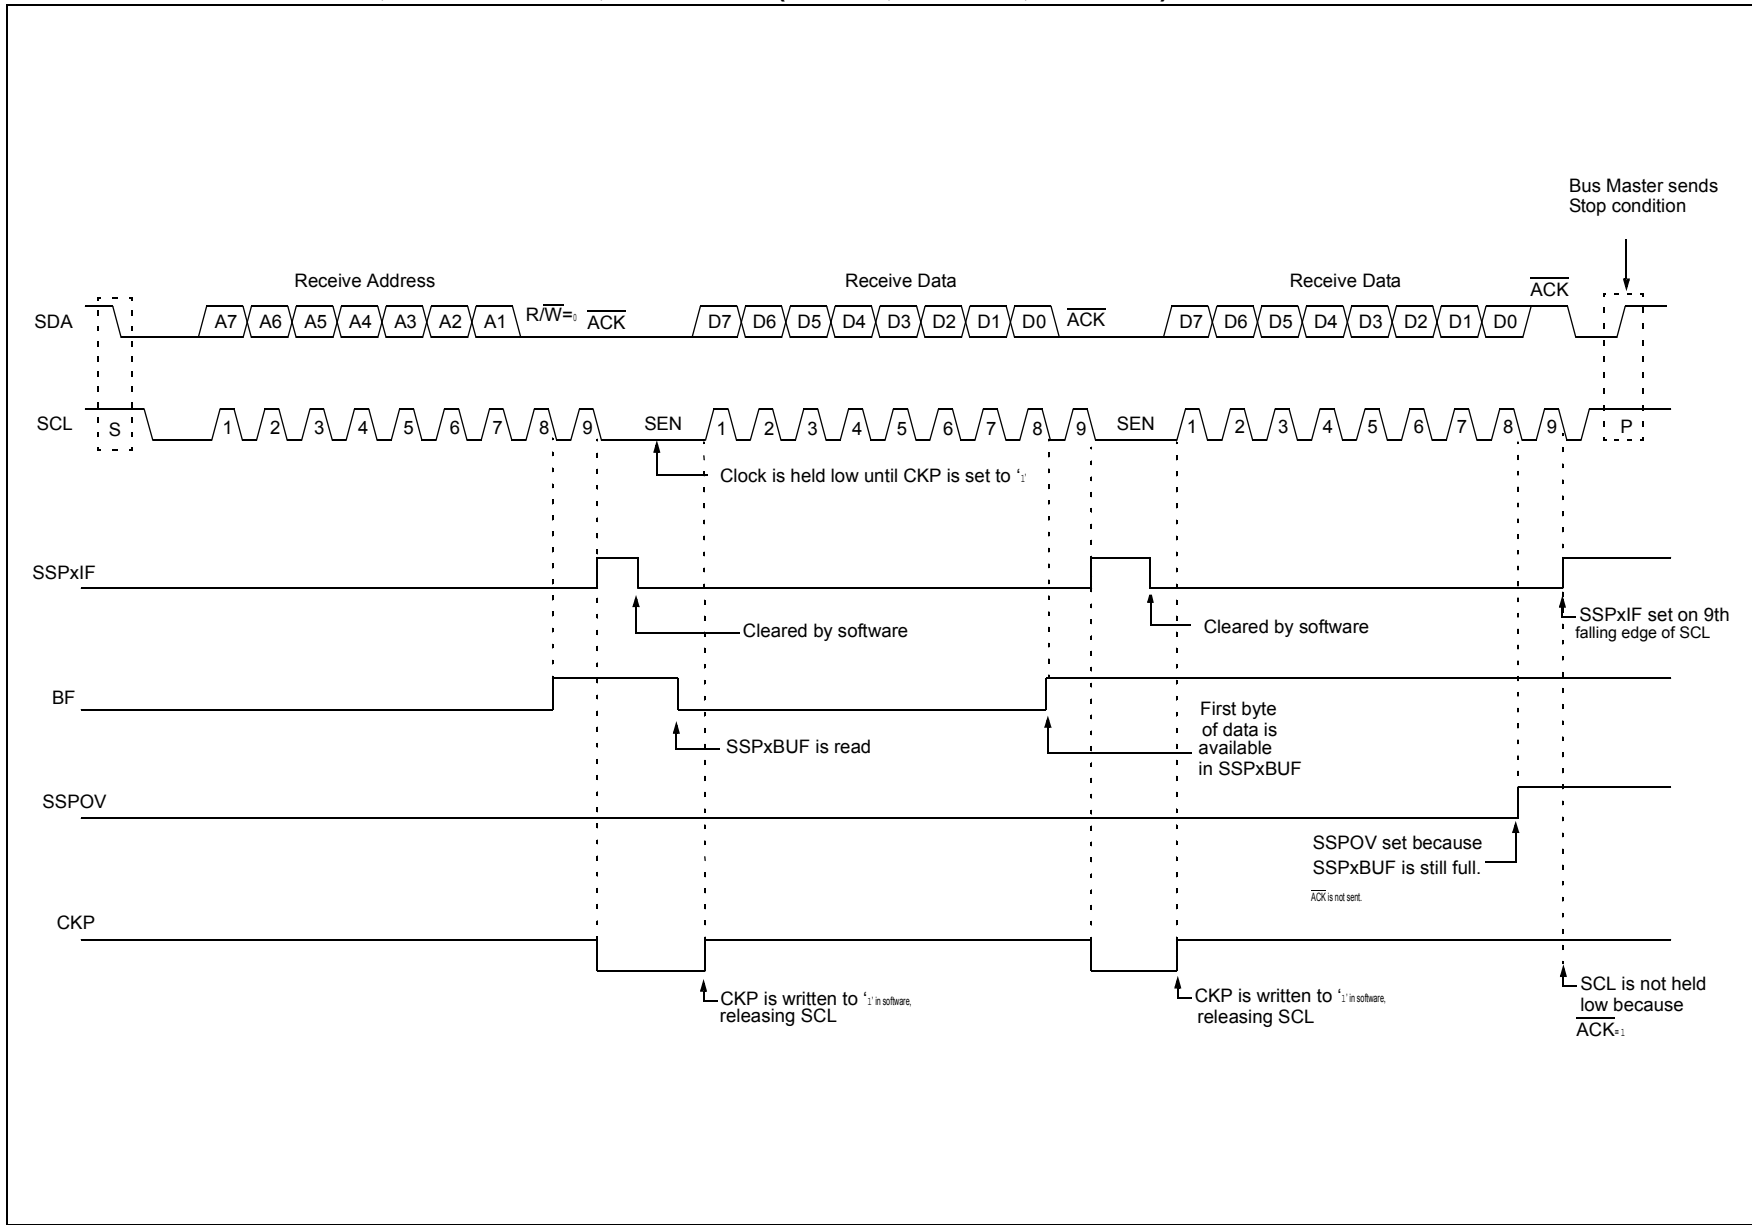 Bus Master sends
Stop condition
Receive Address
Receive Data
Receive Data
ACK
SDA
A7 A6 A5 A4 A3 A2 A1 R/W=0 ACK
D7 D6 D5 D4 D3 D2 D1 D0 ACK
D7 D6 D5 D4 D3 D2 D1 D0
SCL
S
1 2 3 4 5 6 7 8 9 SEN
1 2 3 4 5 6 7 8 9 SEN
1 2 3 4 5 6 7 8 9
P
Clock is held low until CKP is set to ‘1’
SSPxIF
Cleared by software
Cleared by software
SSPxIF set on 9th
falling edge of SCL
BF
SSPxBUF is read
First byte
of data is
available
in SSPxBUF
SSPOV
SSPOV set because
SSPxBUF is still full.
ACK is not sent.
CKP
CKP is written to ‘1’ in software,
releasing SCL
CKP is written to ‘1’ in software,
releasing SCL
SCL is not held
low because
ACK= 1